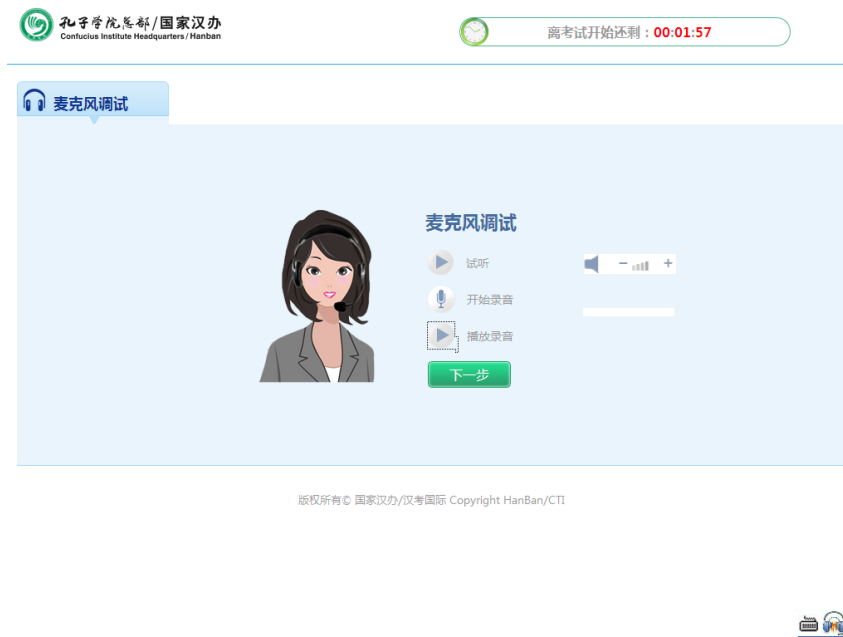 孔子学院总部/国家汉办
Confucius Institute Headquarters/Hanban
离考试开始还剩：00:01:57
麦克风调试
麦克风调试
试听
开始录音
播放录音
下一步
版权所有© 国家汉办/汉考国际 Copyright HanBan/CTI